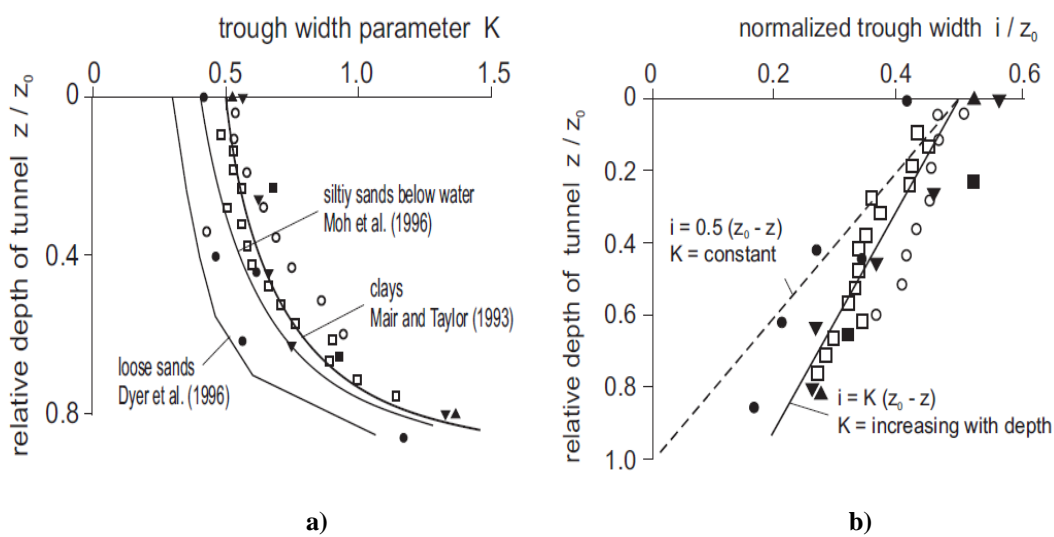 trough width parameter K
0
0.5
1.0
1.5
0
0.4
0.8
relative depth of tunnel z / z₀
siltiy sands below water
Moh et al. (1996)
clays
Mair and Taylor (1993)
loose sands
Dyer et al. (1996)
a)
normalized trough width i / z₀
0
0.2
0.4
0.6
0
0.2
0.4
0.6
0.8
1.0
relative depth of tunnel z / z₀
i = 0.5 (z₀ - z)
K = constant
i = K (z₀ - z)
K = increasing with depth
b)